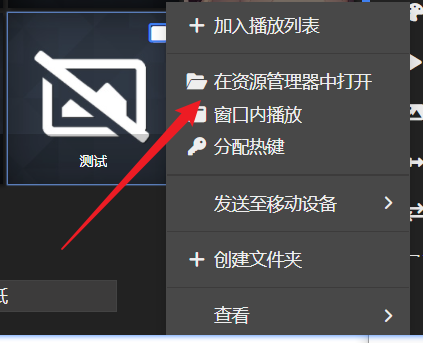 加入播放列表
在资源管理器中打开
窗口内播放
分配热键
测试
发送至移动设备
创建文件夹
查看